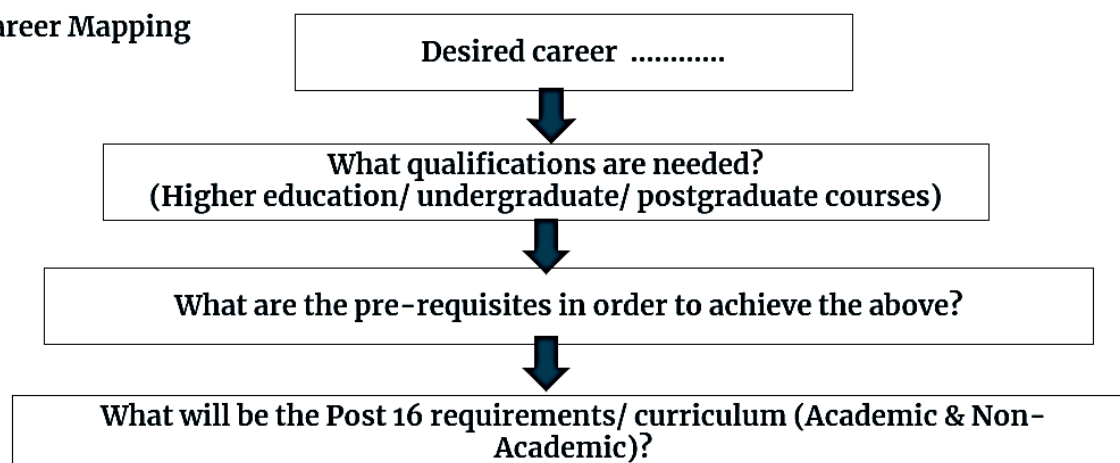 areer Mapping
Desired career ............
What qualifications are needed?
(Higher education/ undergraduate/ postgraduate courses)
What are the pre-requisites in order to achieve the above?
What will be the Post 16 requirements/ curriculum (Academic & Non-
Academic)?